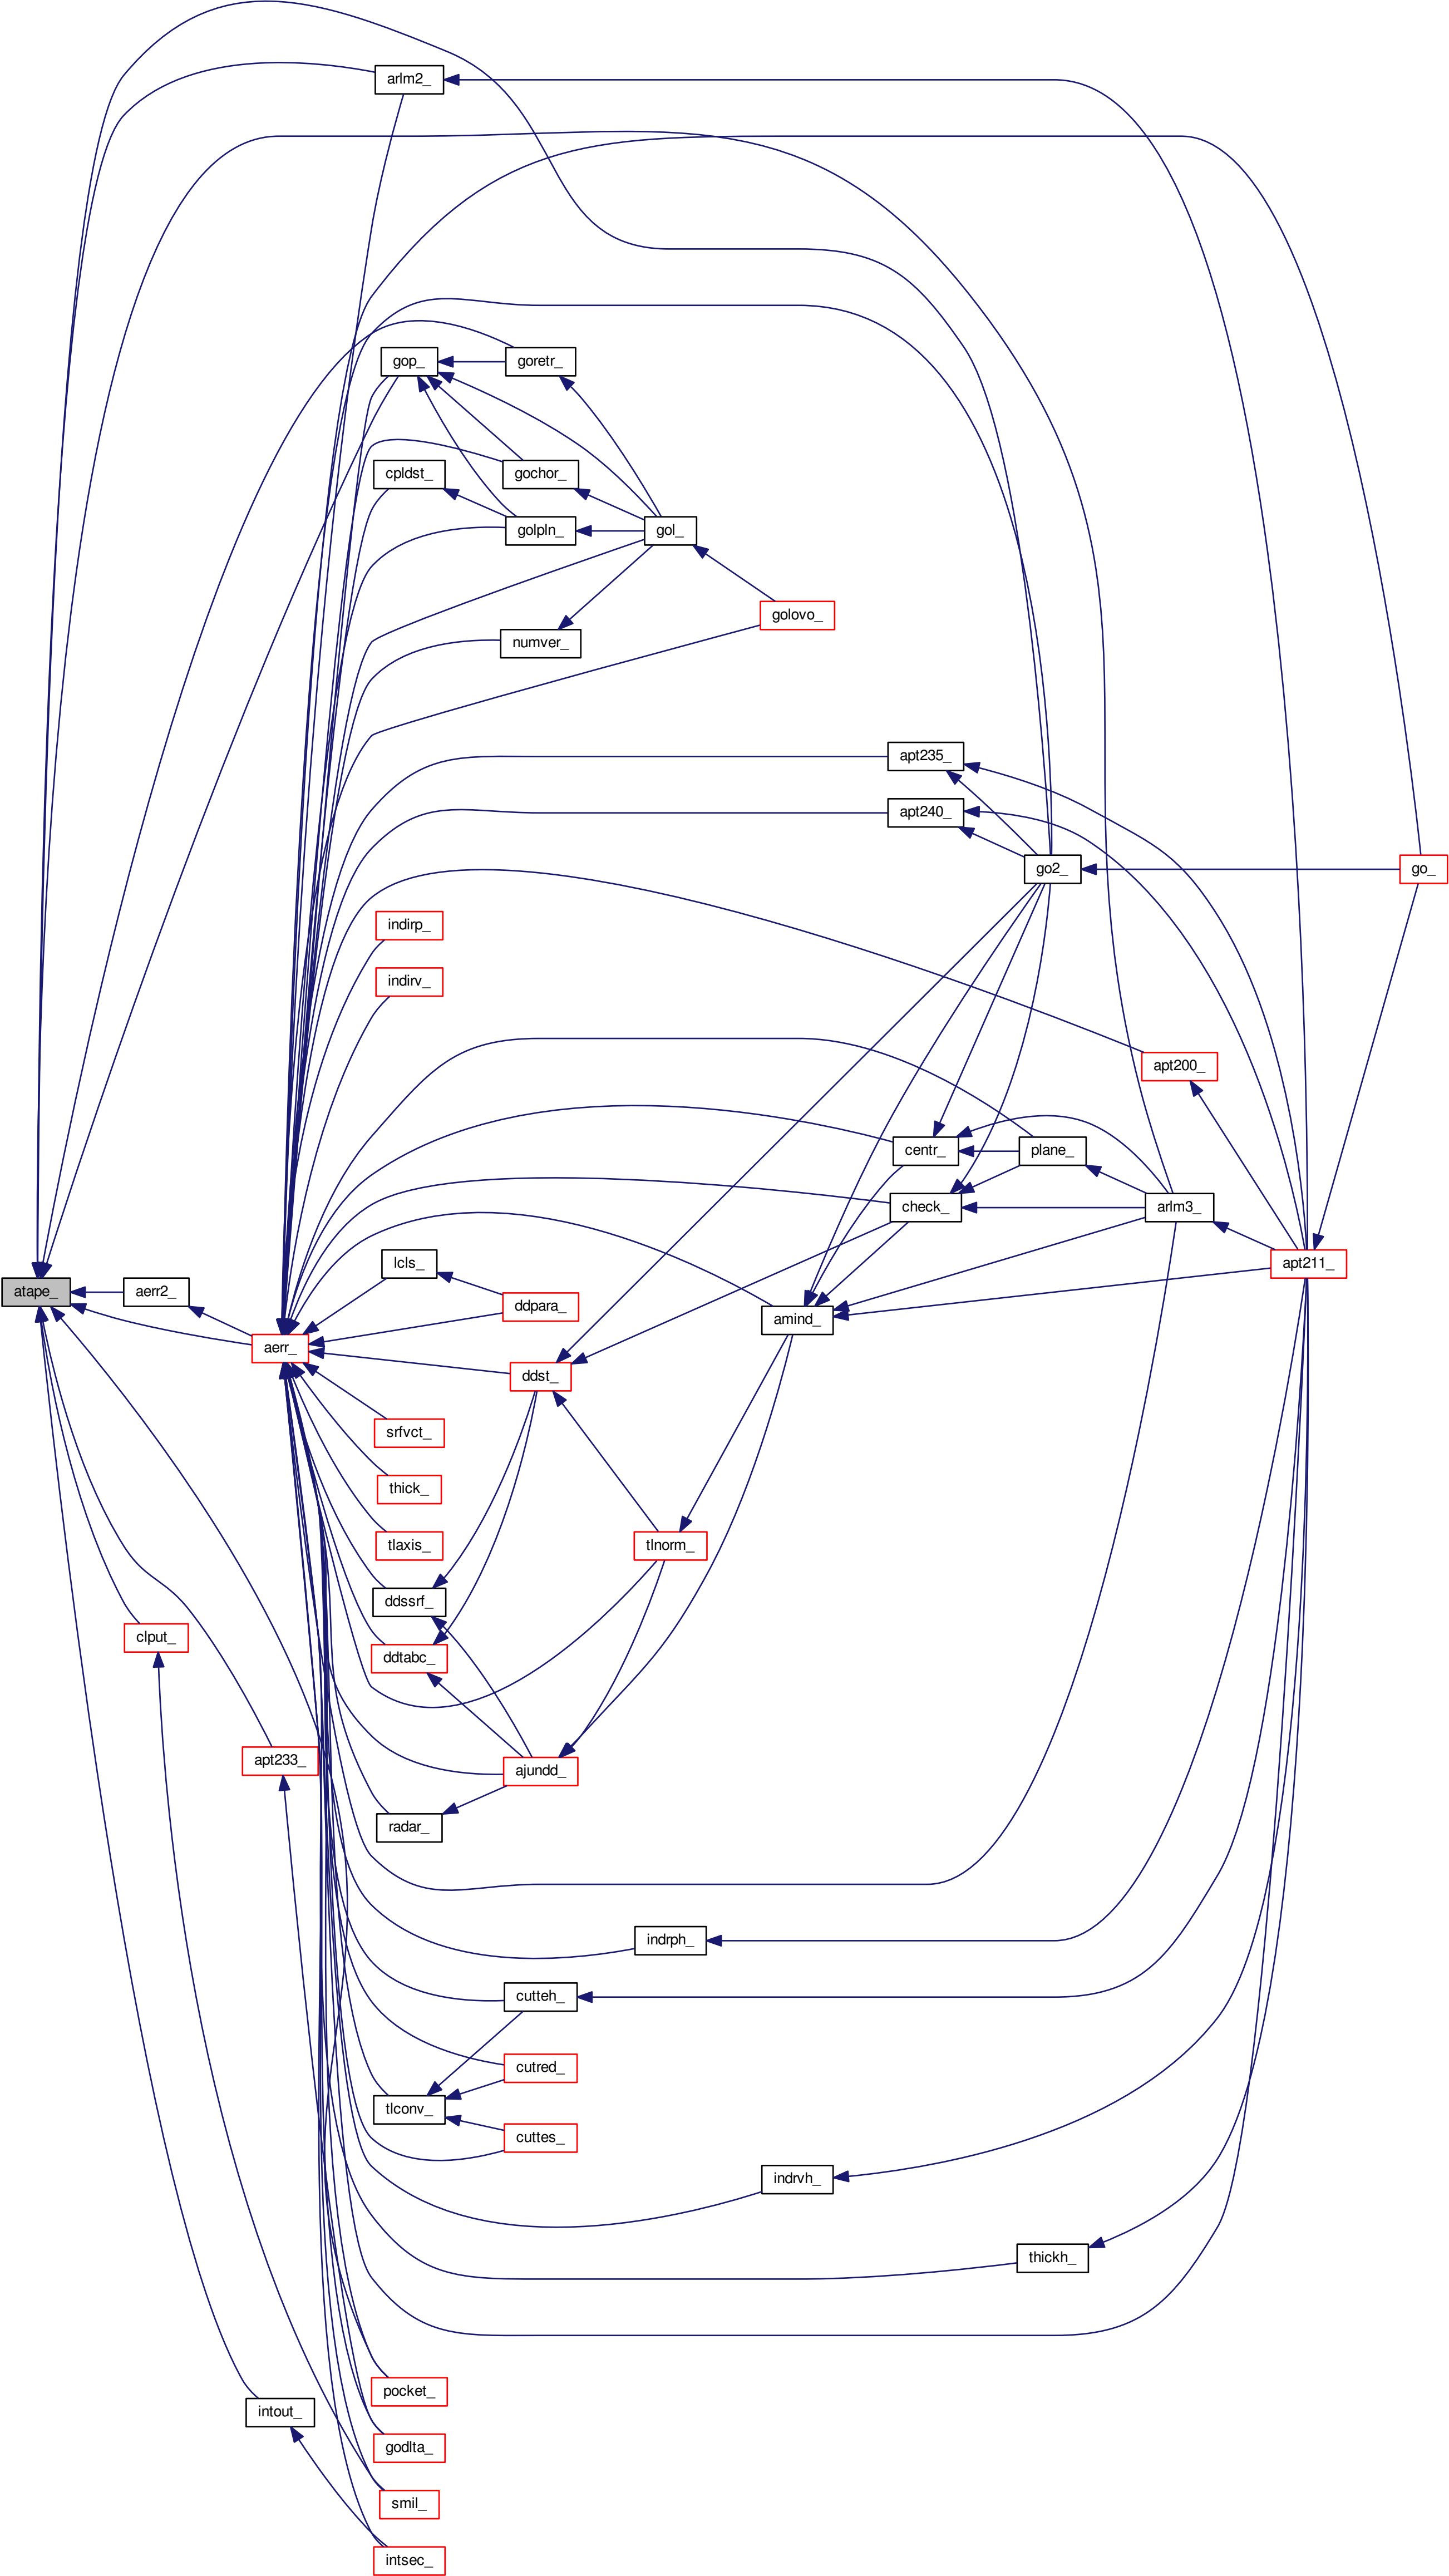 arlm2_
gop_
goretr_
cpldst_
gochor_
golpln_
gol_
golovo_
numver_
apt235_
apt240_
go2_
go_
indirp_
indirv_
apt200_
centr_
plane_
check_
arlm3_
lcls_
apt211_
atape_
aerr2_
ddpara_
amind_
aerr_
ddst_
srfvct_
thick_
tlaxis_
tlnorm_
ddssrf_
clput_
ddtabc_
apt233_
ajundd_
radar_
indrph_
cutteh_
cutred_
tlconv_
cuttes_
indrvh_
thickh_
pocket_
intout_
godlta_
smil_
intsec_